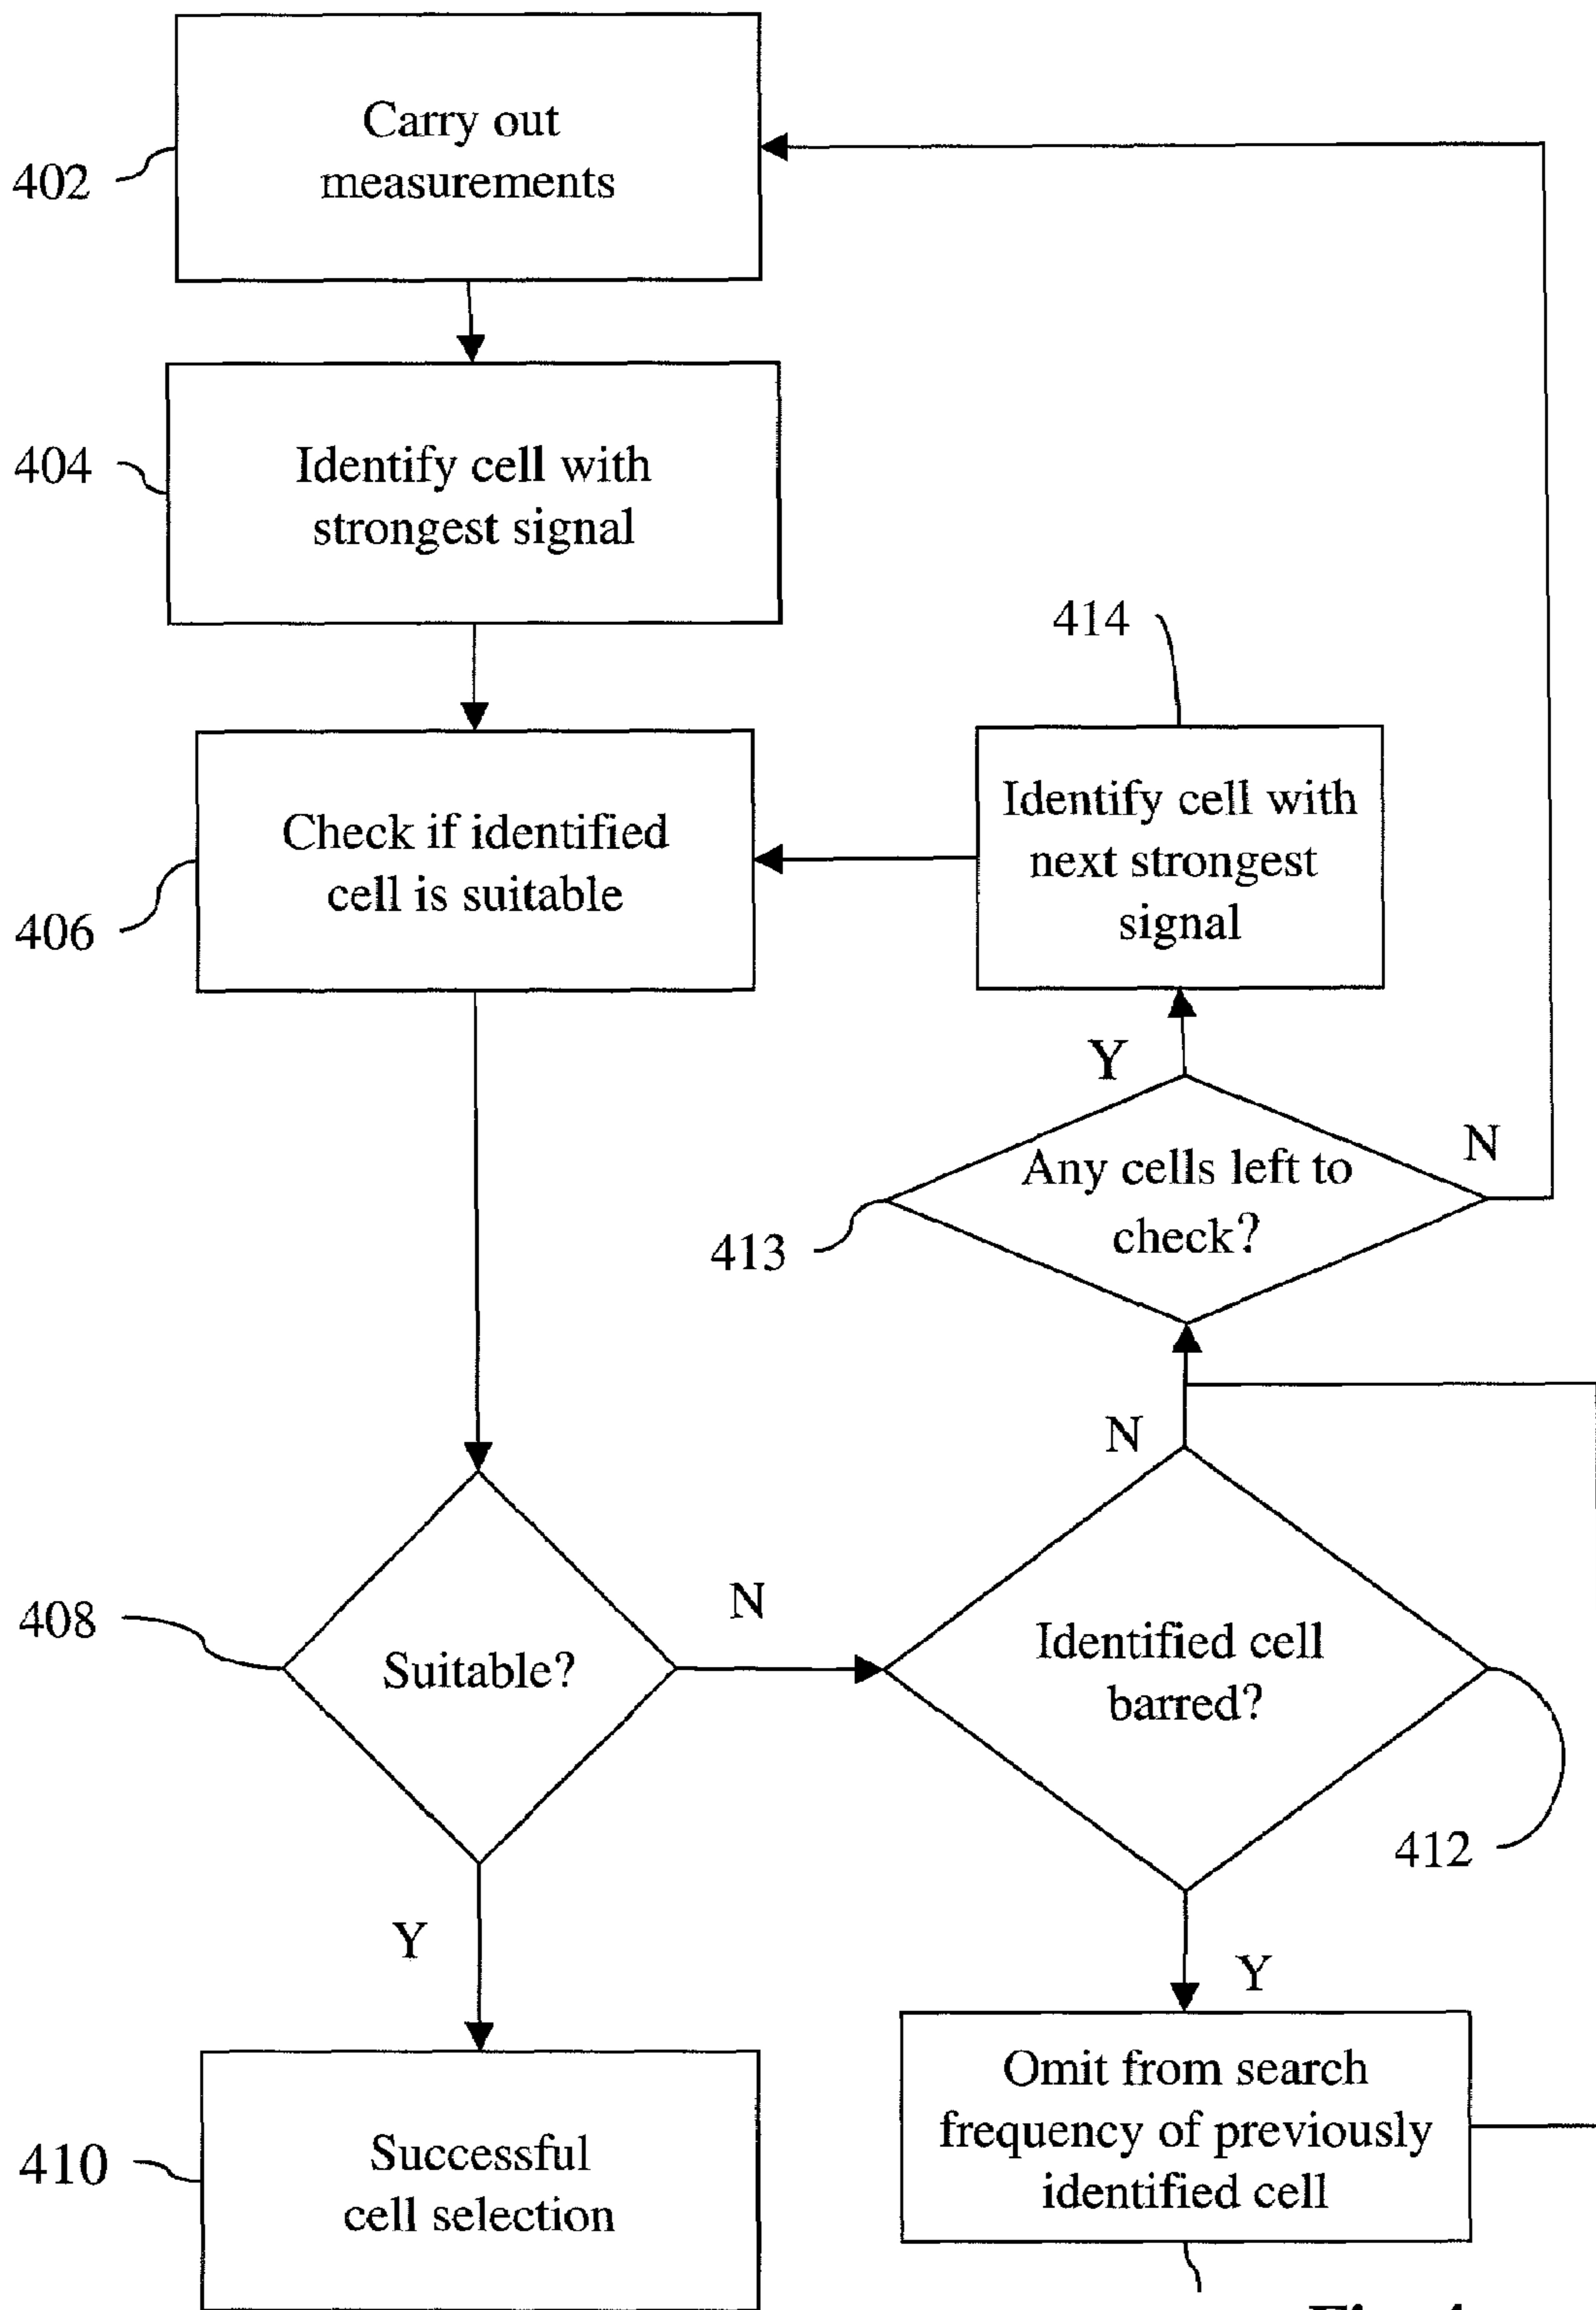 Carry out
measurements
402
404
Identify cell with
strongest signal
414
Check if identified
cell is suitable
406
Identify cell with
next strongest
signal
Y
N
Any cells left to
check?
413
N
N
408
Suitable?
Identified cell
barred?
412
Y
Y
Omit from search
frequency of previously
identified cell
410
Successful
cell selection